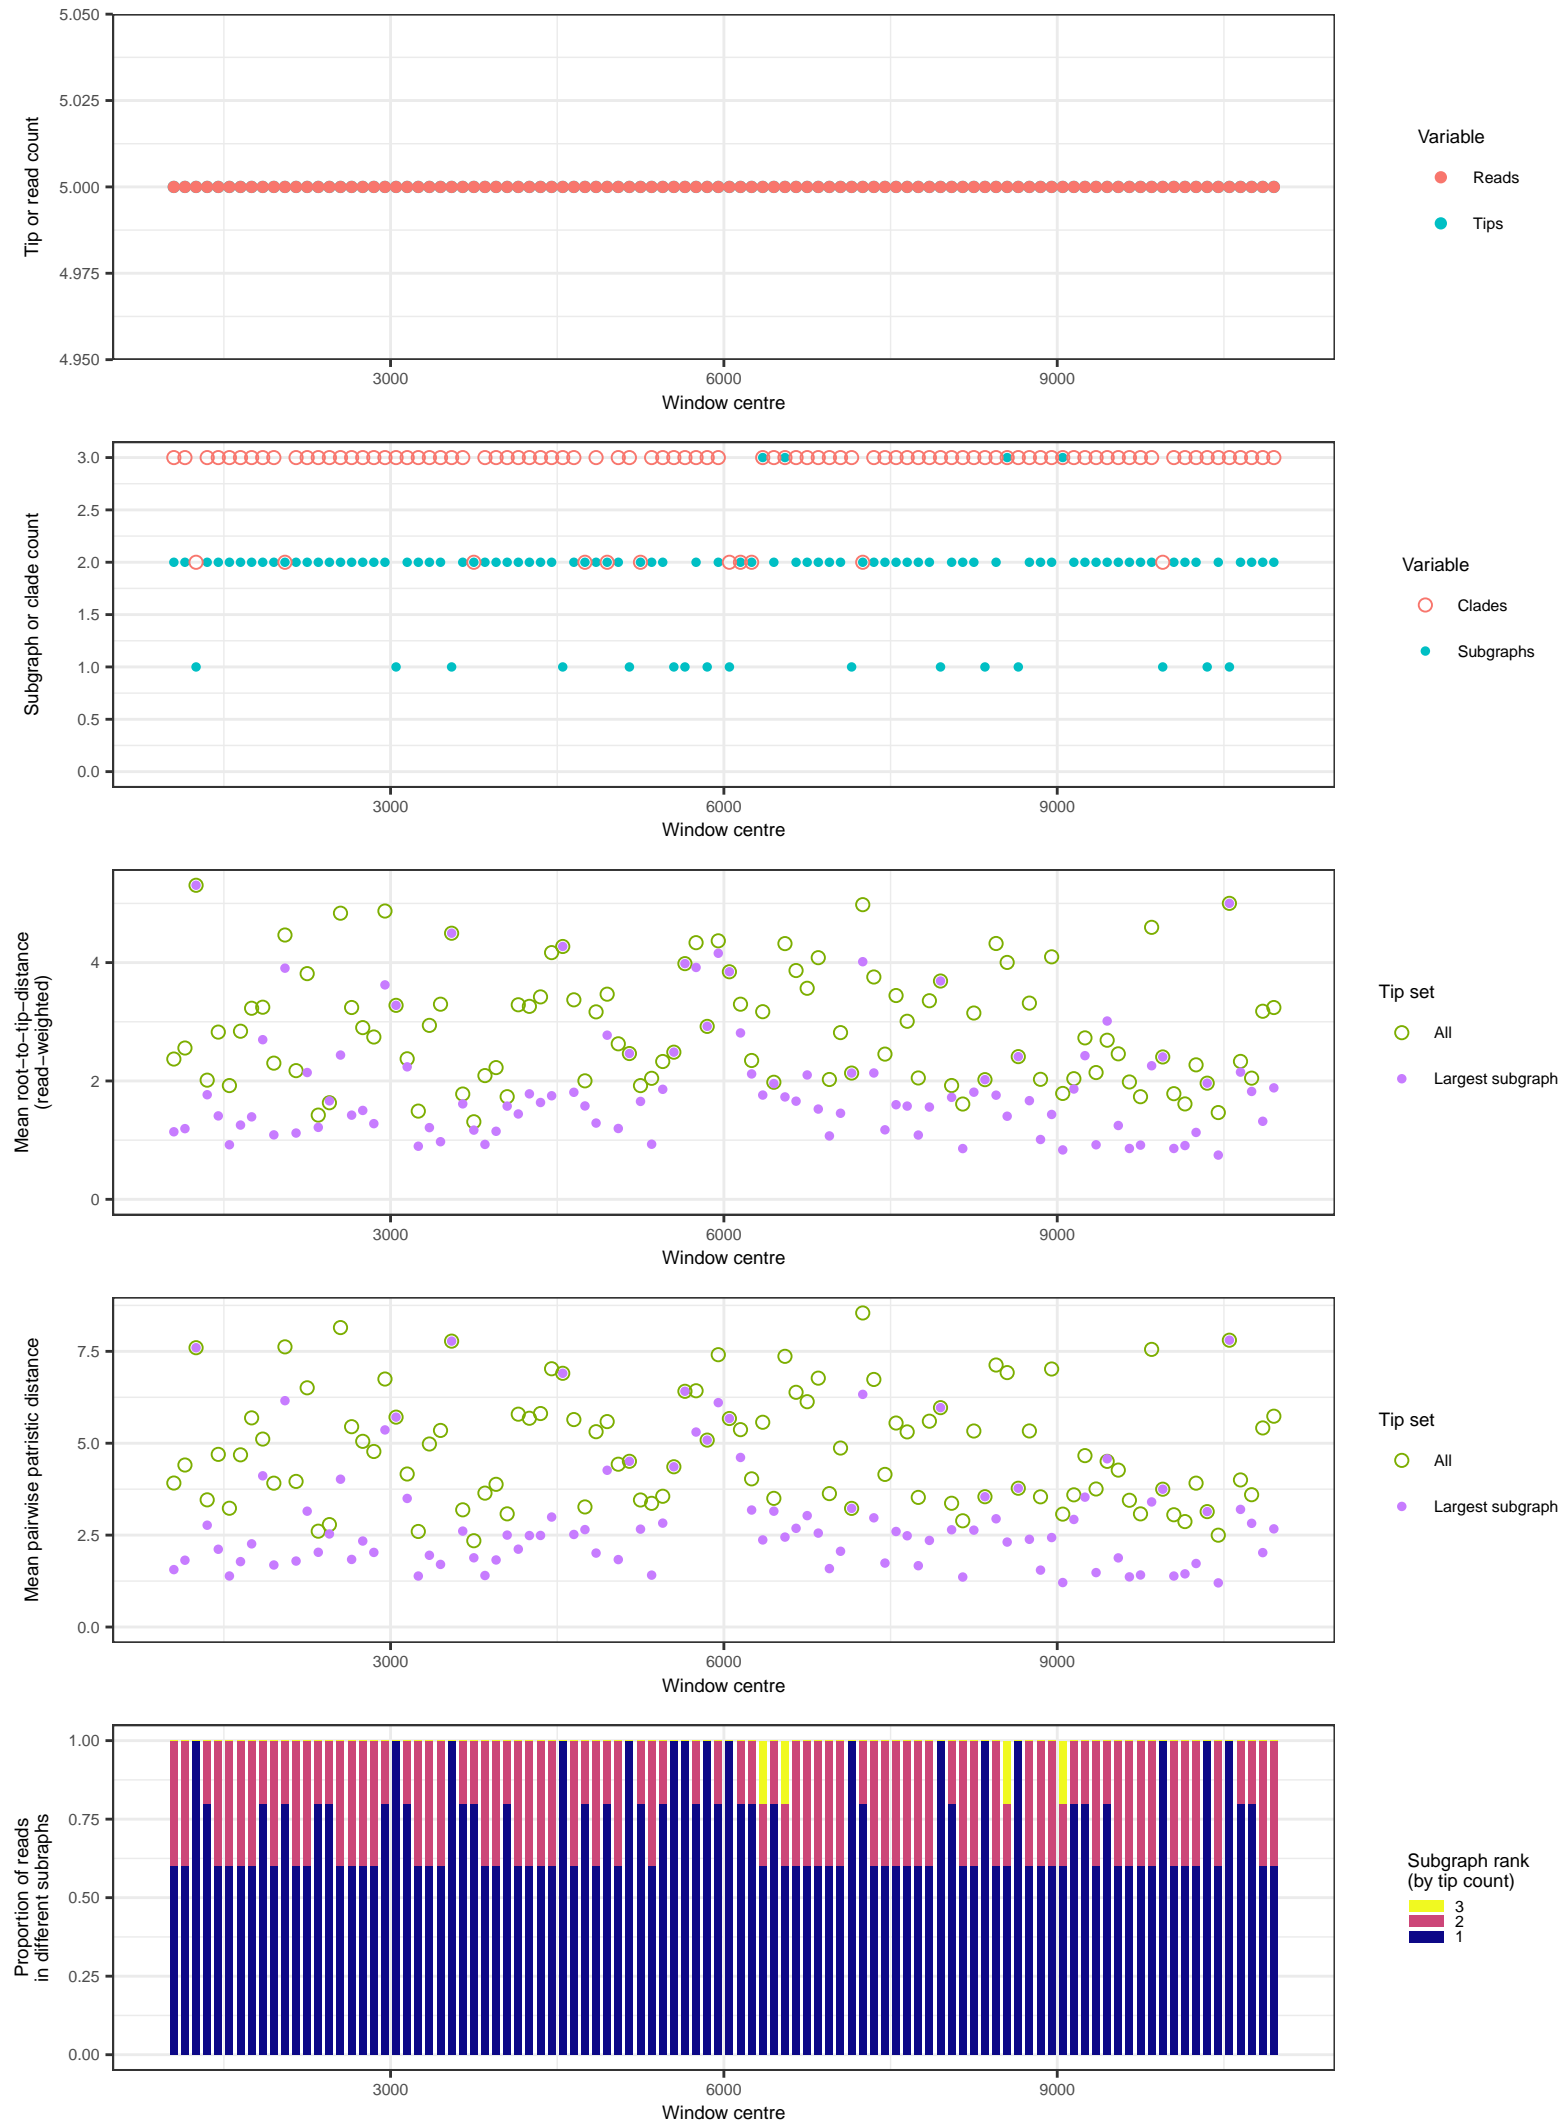 5.050
5.025
5.000
4.975
4.950
Tip or read count
3000
6000
9000
Window centre
Variable
Reads
Tips
3.0
2.5
2.0
1.5
1.0
0.5
0.0
Subgraph or clade count
3000
6000
9000
Window centre
Variable
Clades
Subgraphs
4
2
0
Mean root−to−tip−distance
(read−weighted)
3000
6000
9000
Window centre
Tip set
All
Largest subgraph
7.5
5.0
2.5
0.0
Mean pairwise patristic distance
3000
6000
9000
Window centre
Tip set
All
Largest subgraph
1.00
0.75
0.50
0.25
0.00
Proportion of reads
in different subraphs
3000
6000
9000
Window centre
Subgraph rank
(by tip count)
3
2
1